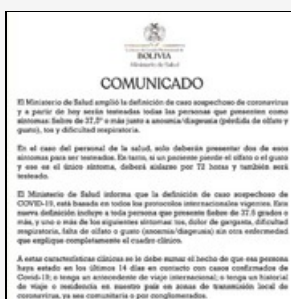 BOLIVIA
Ministerio de Salud
COMUNICADO
El Ministerio de Salud amplió la definición de caso sospechoso de coronavirus
y a partir de hoy serán testeadas todas las personas que presenten como
síntomas: fiebre de 37,5° o más junto a anosmia/disgeusia (pérdida de olfato y
gusto), tos y dificultad respiratoria.
En el caso del personal de la salud, solo deberán presentar dos de esos
síntomas para ser testeados. En tanto, si un paciente pierde el olfato o el gusto
y ese es el único síntoma, deberá aislarse por 72 horas y también será
testeado.
El Ministerio de Salud informa que la definición de caso sospechoso de
COVID-19, está basada en todos los protocolos internacionales vigentes. Esta
nueva definición incluye a toda persona que presente fiebre de 37.5 grados o
más, y uno o más de los siguientes síntomas: tos, dolor de garganta, dificultad
respiratoria, falta de olfato o gusto (anosmia/disgeusia) sin otra enfermedad
que explique completamente el cuadro clínico.
A estas características clínicas se le debe sumar el hecho de que esa persona
haya estado en los últimos 14 días en contacto con casos confirmados de
Covid-19; o tenga un antecedente de viaje internacional; o tenga un historial
de viaje o residencia en nuestro país en zonas de transmisión local de
coronavirus, ya sea comunitaria o por conglomerados.